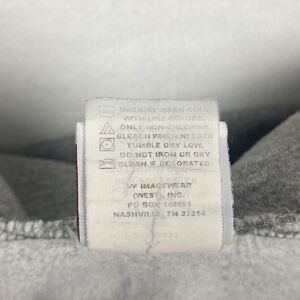 MACHINE WASH COLD
WITH LIKE COLORS.
ONLY NON-CHLORINE
BLEACH WHEN NEEDED
TUMBLE DRY LOW.
DO NOT IRON OR DRY
CLEAN IF DECORATED.
VF IMAGEWEAR
(WEST), INC.
PO BOX
NASHVILLE, TN 37214